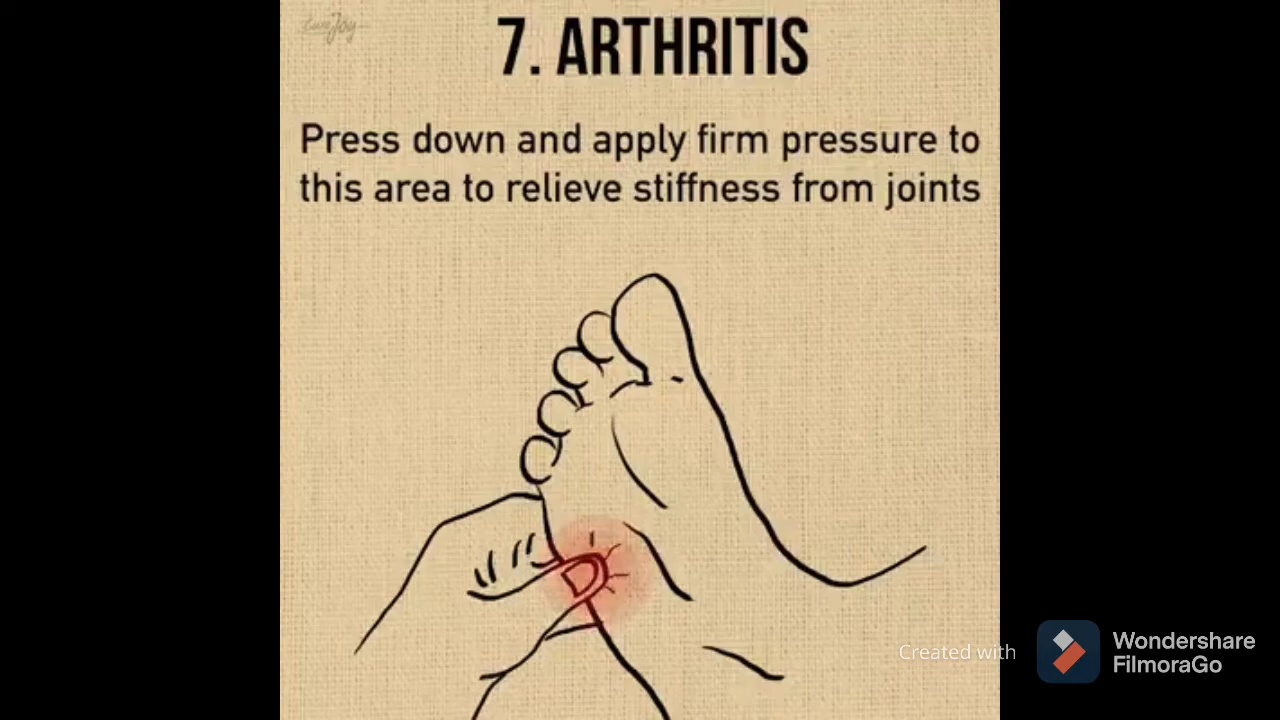 7. ARTHRITIS
Press down and apply firm pressure to
this area to relieve stiffness from joints
Created with
Wondershare
FilmoraGo